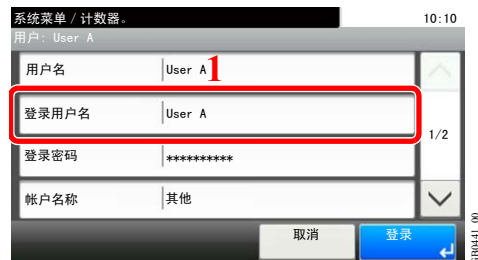 系统菜单 / 计数器。 10:10
用户: User A
用户名 User A 1
登录用户名 User A
1/2
登录密码 **********
帐户名称 其他
取消 登录
GB0441_00